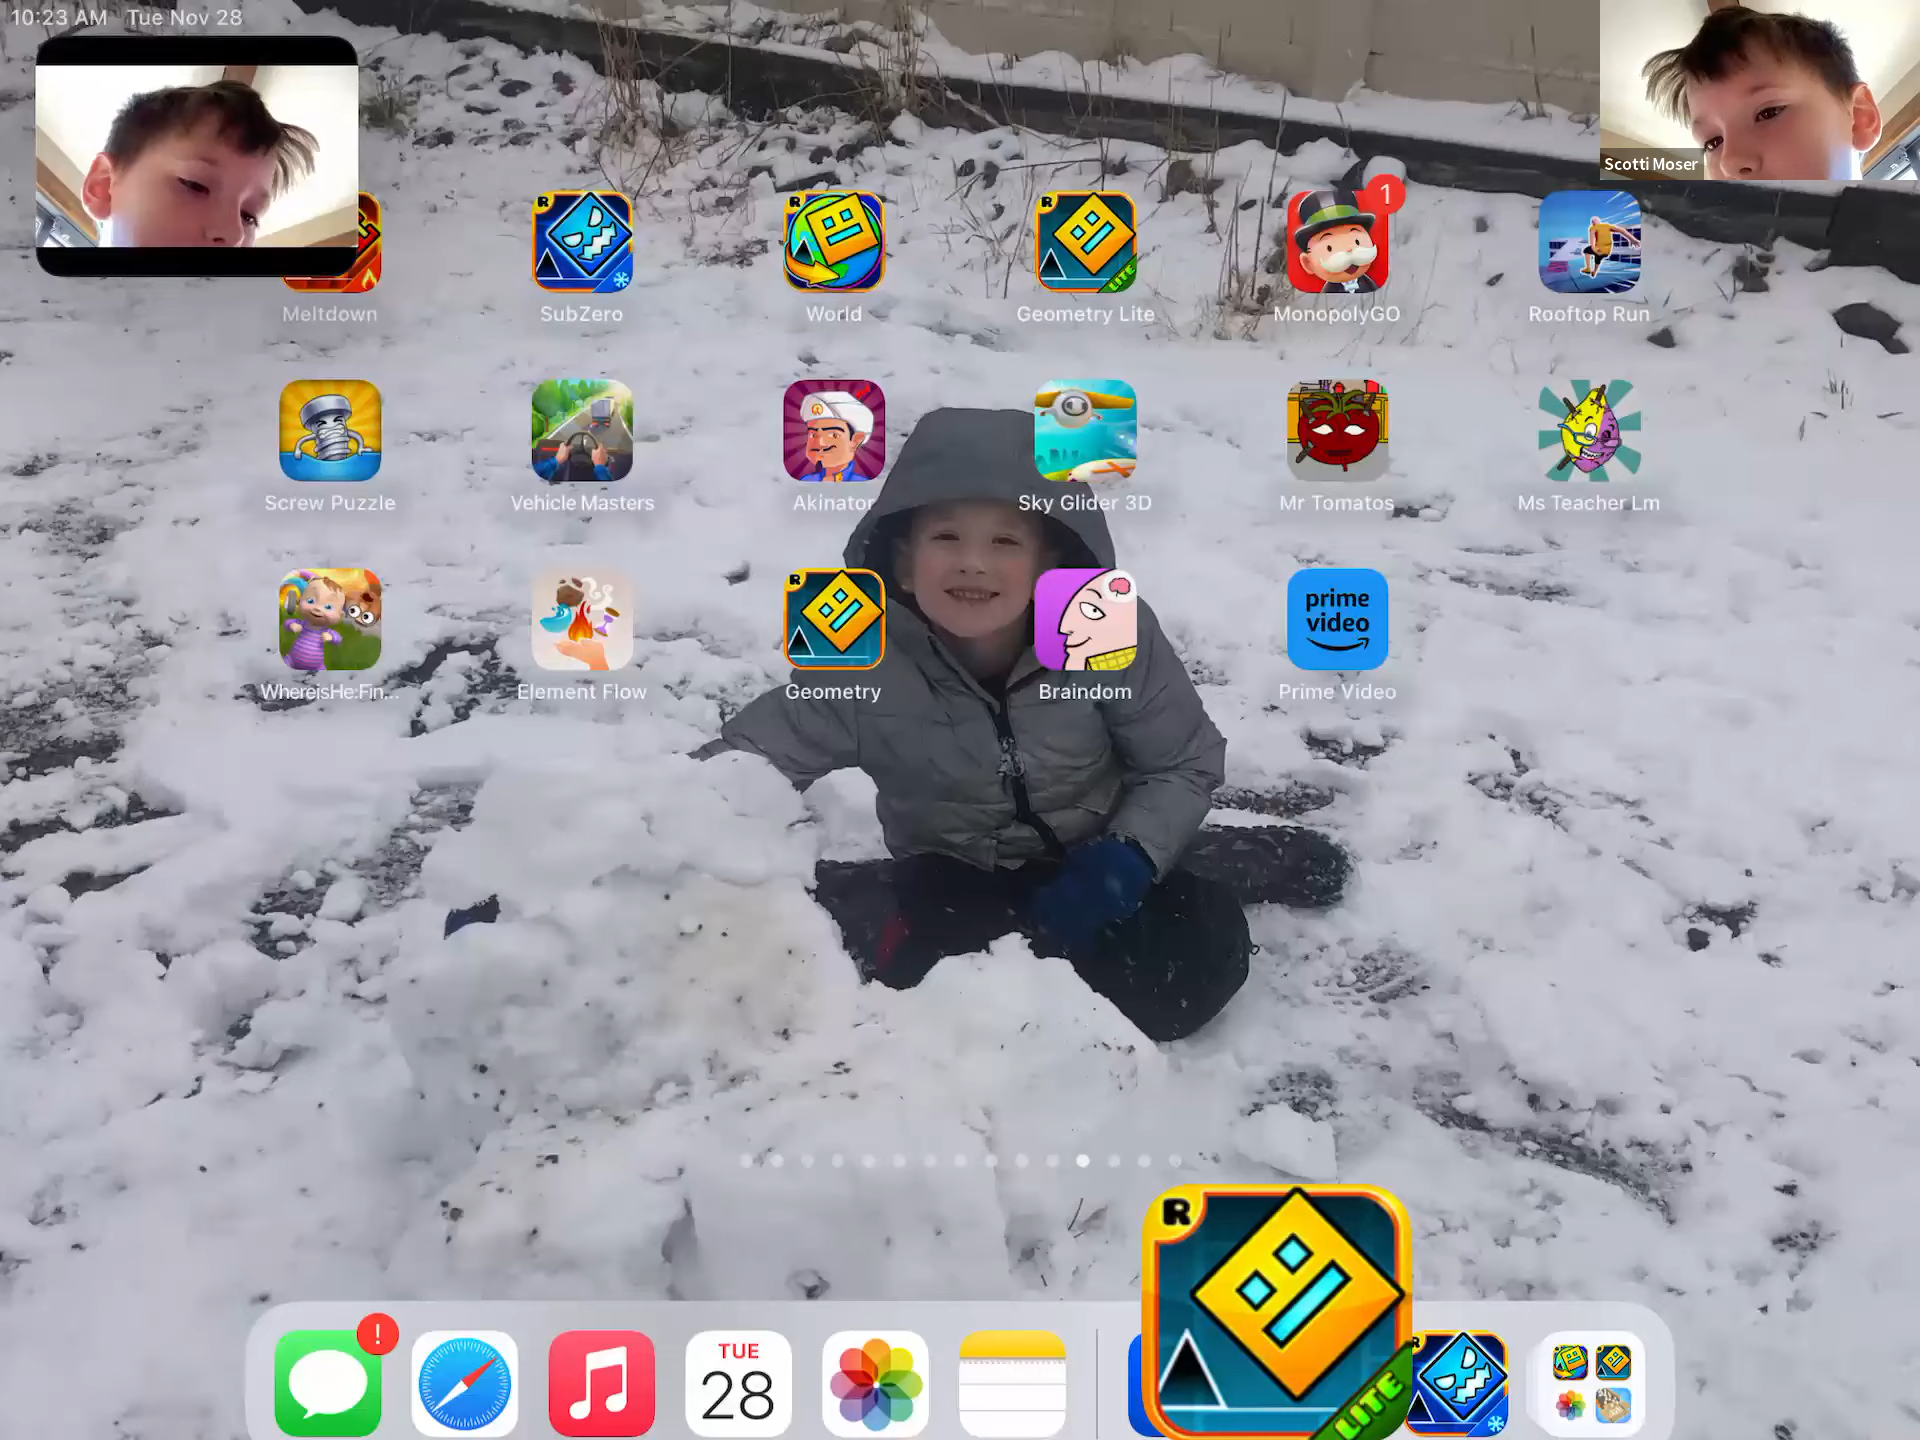 10:23 AM Tue Nov 28
Scotti Moser
1
Meltdown
SubZero
World
Geometry Lite
MonopolyGO
Rooftop Run
Screw Puzzle
Vehicle Masters
Akinator
Sky Glider 3D
Mr Tomatos
Ms Teacher Lm
prime video
WhereisHe:Fin...
Element Flow
Geometry
Braindom
Prime Video
R
LITE
!
TUE
28